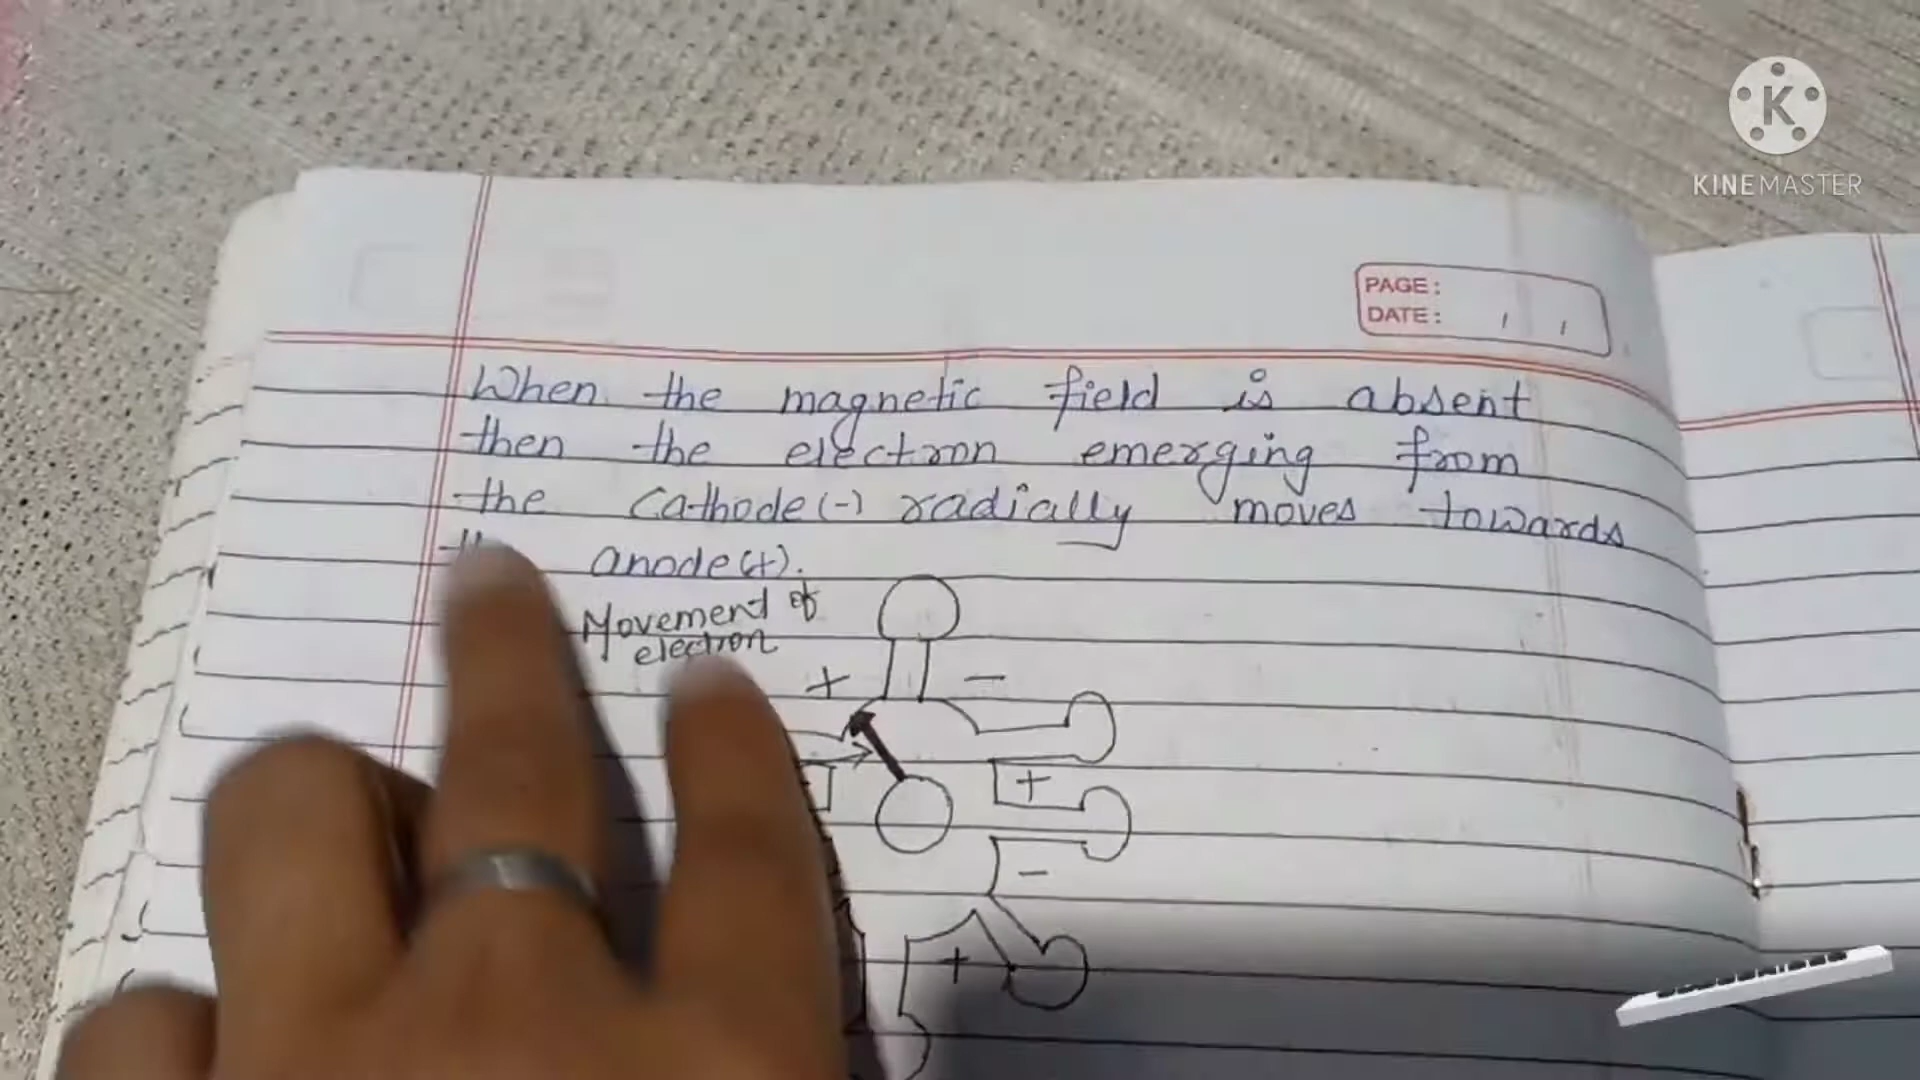 KINEMASTER
PAGE:
DATE: / /
When the magnetic field is absent
then the electron emerging from
the cathode(-) radially moves towards
anode(+).
Movement of
electron
+ -
+
-
+